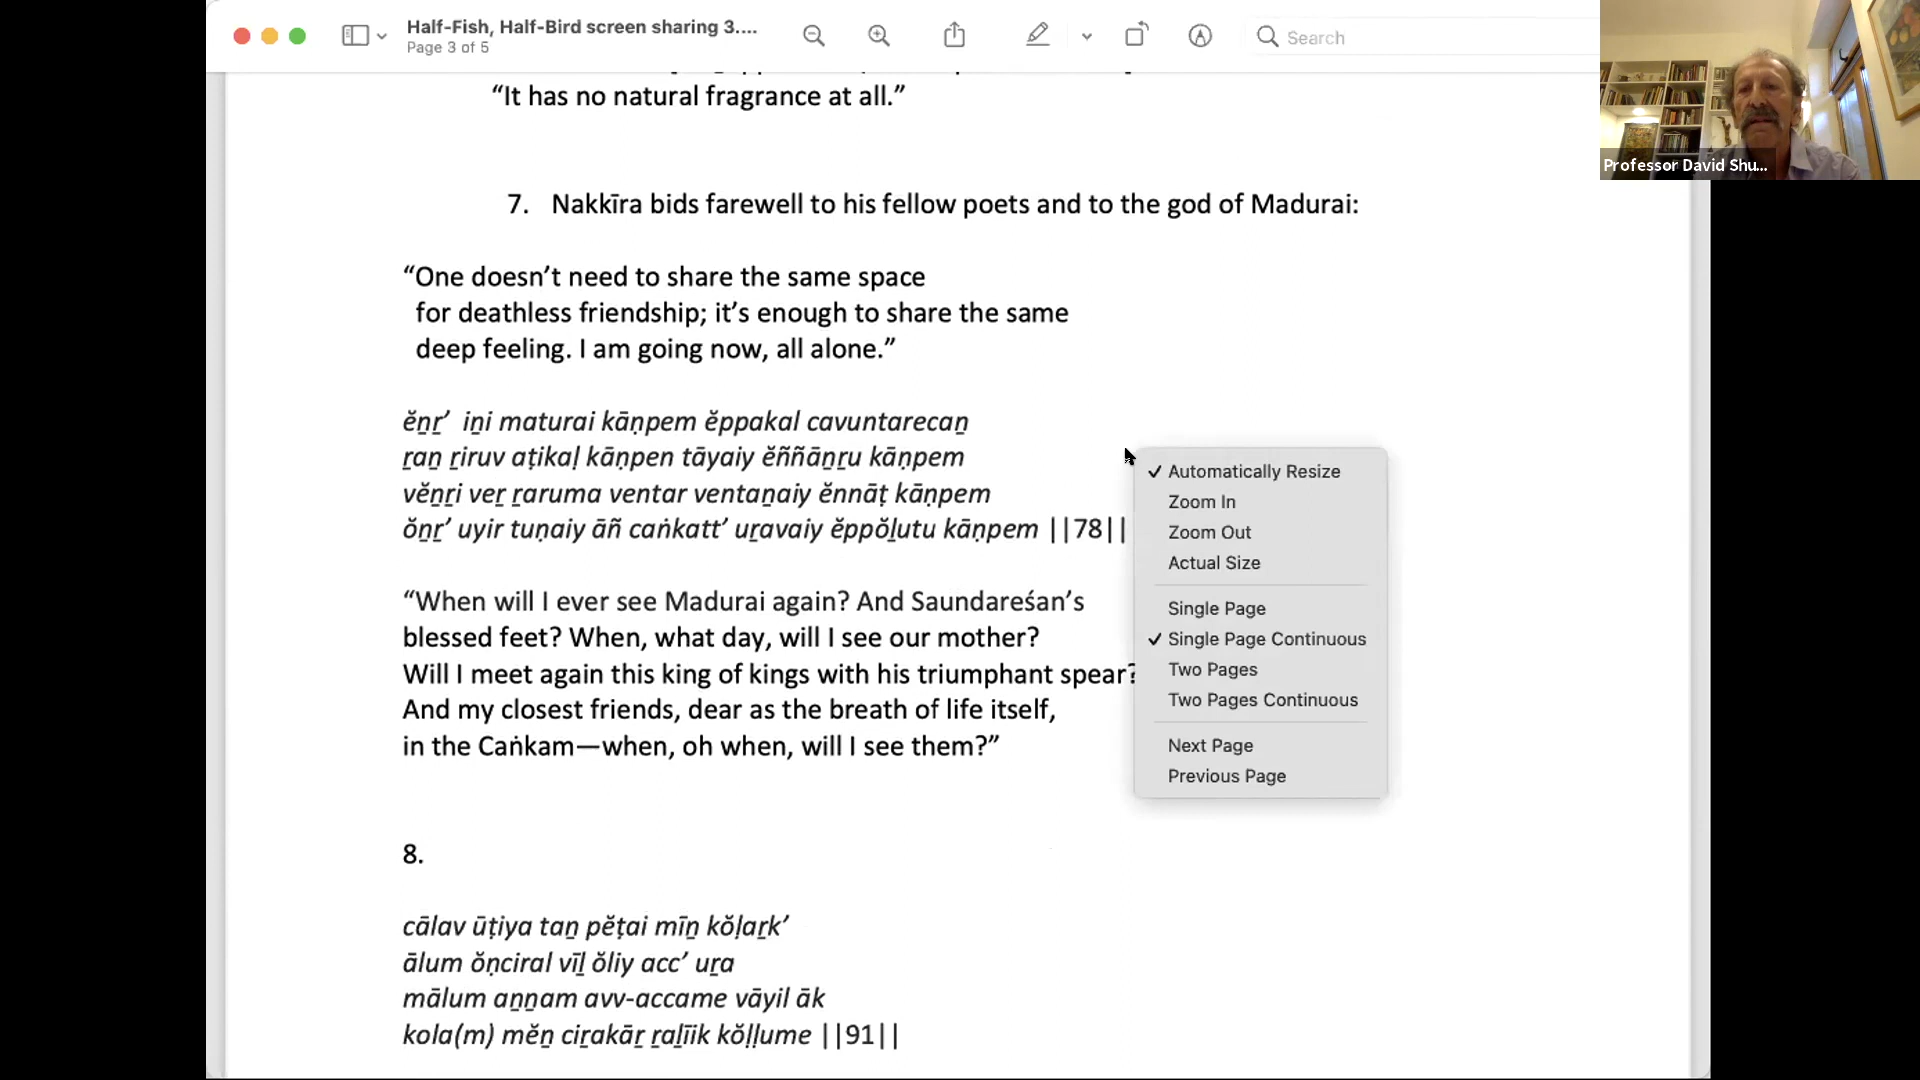 Half-Fish, Half-Bird screen sharing 3....
Page 3 of 5
Search
Professor David Shu...
“It has no natural fragrance at all.”
7. Nakkīra bids farewell to his fellow poets and to the god of Madurai:
“One doesn’t need to share the same space
for deathless friendship; it’s enough to share the same
deep feeling. I am going now, all alone.”
ĕṉṟ’ iṉi maturai kāṇpem ĕppakal cavuntarecaṉ
ṟaṉ ṟiruv aṭikaḷ kāṇpen tāyaiy ĕññāṉṟu kāṇpem
vĕṉṟi veṟ ṟaruma ventar ventaṉaiy ĕnnāṭ kāṇpem
ŏṉṟ’ uyir tuṇaiy āñ caṅkatt’ uṟavaiy ĕppŏḻutu kāṇpem ||78||
“When will I ever see Madurai again? And Saundareśan’s
blessed feet? When, what day, will I see our mother?
Will I meet again this king of kings with his triumphant spear?
And my closest friends, dear as the breath of life itself,
in the Caṅkam—when, oh when, will I see them?”
8.
cālav ūṭiya taṉ pĕṭai mīṉ kŏḷaṟk’
ālum ŏṇciral vīḻ ŏliy acc’ uṟa
mālum aṉṉam avv-accame vāyil āk
kola(m) mĕṉ ciṟakāṟ ṟaḻīik kŏḷḷume ||91||
Automatically Resize
Zoom In
Zoom Out
Actual Size
Single Page
Single Page Continuous
Two Pages
Two Pages Continuous
Next Page
Previous Page